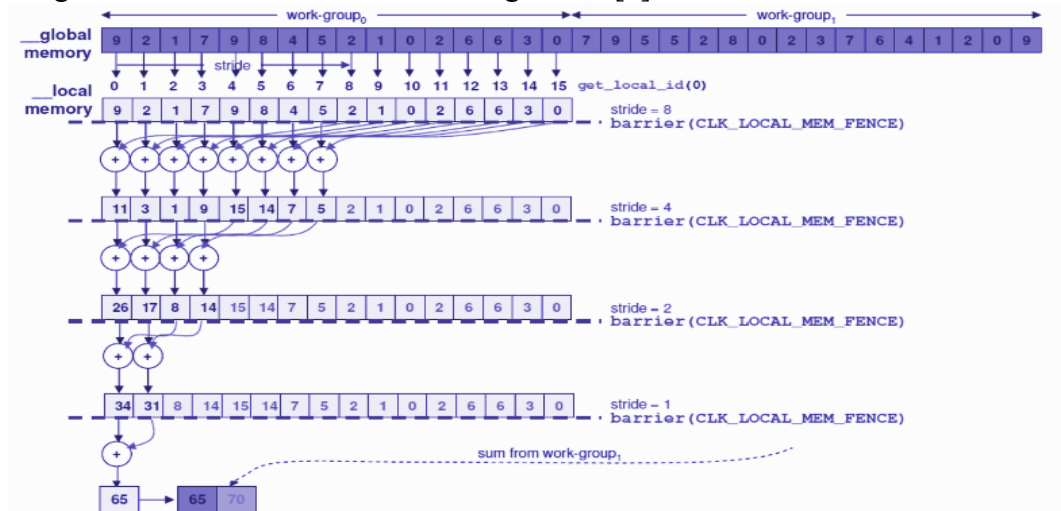 work-group0 work-group1
__global memory 9 2 1 7 9 8 4 5 2 1 0 2 6 6 3 0 7 9 5 5 2 8 0 2 3 7 6 4 1 2 0 9
stride
0 1 2 3 4 5 6 7 8 9 10 11 12 13 14 15 get_local_id(0)
__local memory 9 2 1 7 9 8 4 5 2 1 0 2 6 6 3 0 stride = 8
barrier(CLK_LOCAL_MEM_FENCE)
+ + + + + + + +
11 3 1 9 15 14 7 5 2 1 0 2 6 6 3 0 stride = 4
barrier(CLK_LOCAL_MEM_FENCE)
+ + + +
26 17 8 14 15 14 7 5 2 1 0 2 6 6 3 0 stride = 2
barrier(CLK_LOCAL_MEM_FENCE)
+ +
34 31 8 14 15 14 7 5 2 1 0 2 6 6 3 0 stride = 1
barrier(CLK_LOCAL_MEM_FENCE)
+
sum from work-group1
65 65 70